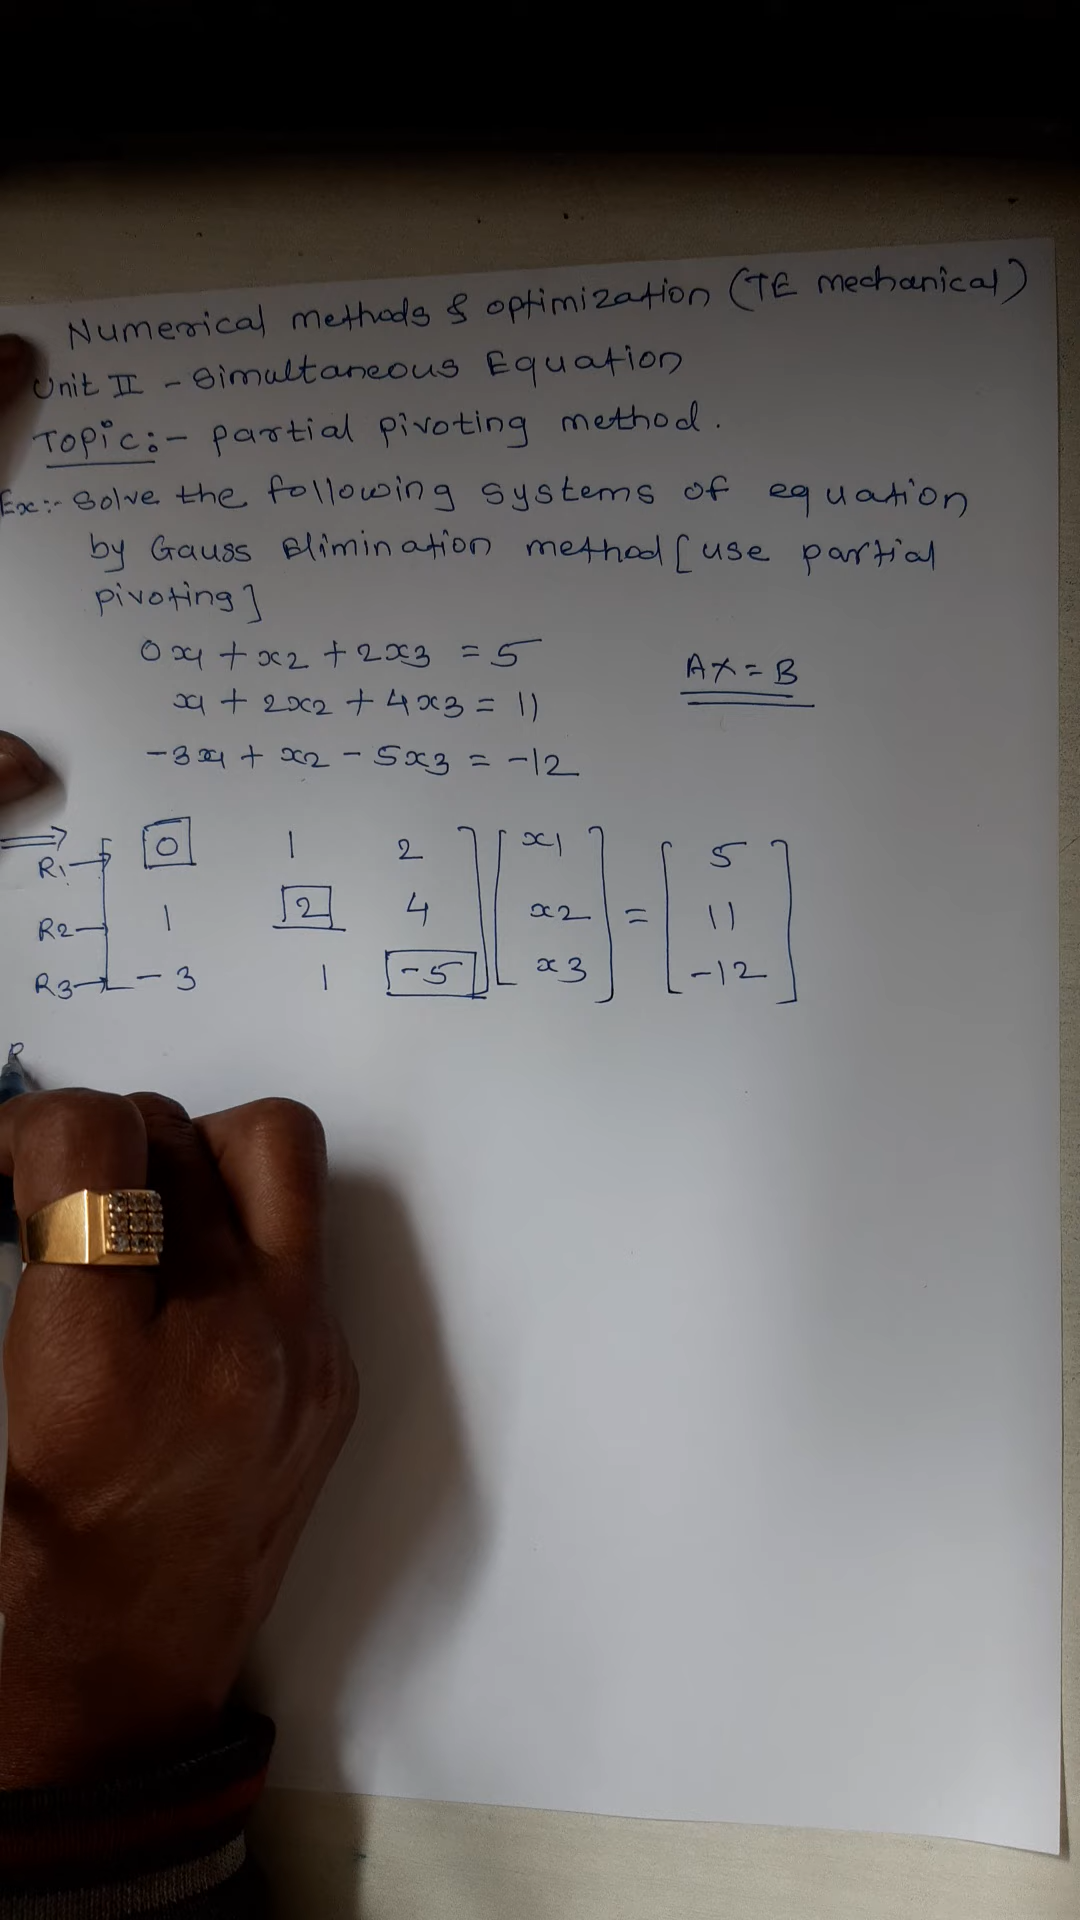 Numerical methods & optimization (TE mechanical)
Unit II - Simultaneous Equation
Topic:- partial pivoting method.
Ex:- Solve the following systems of equation
by Gauss Elimination method [use partial
pivoting]
0x1 + x2 + 2x3 = 5
AX = B
x1 + 2x2 + 4x3 = 11
-3x1 + x2 - 5x3 = -12
⇒ R1→ [ 0 1 2 ] [ x1 ] = [ 5 ]
R2→ [ 1 2 4 ] [ x2 ] = [ 11 ]
R3→ [ -3 1 -5 ] [ x3 ] = [ -12 ]